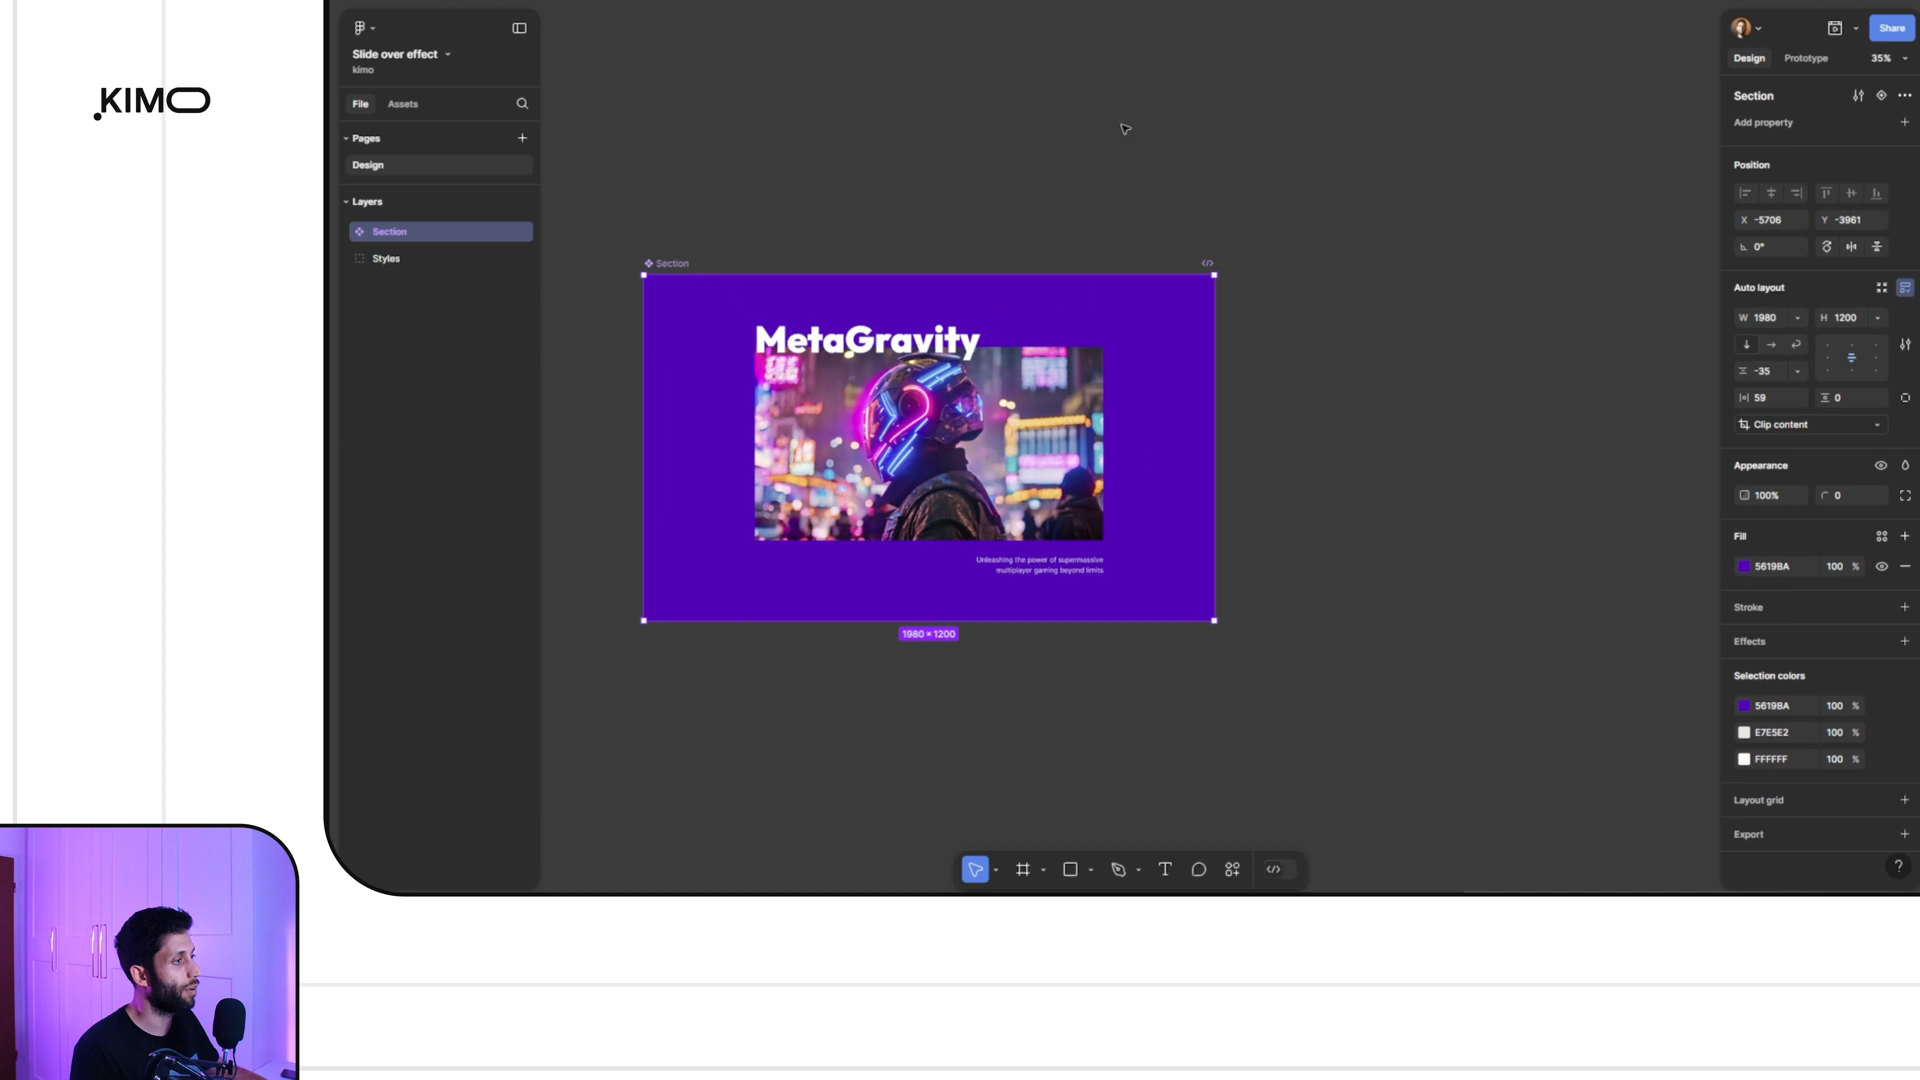 .KIMO
Slide over effect
kimo
File
Assets
Pages
Design
Layers
Section
Styles
Section
MetaGravity
Unleashing the power of supermassive
multiplayer gaming beyond limits
1980 × 1200
Share
Design
Prototype
35%
Section
Add property
Position
X -5706
Y -3961
0°
Auto layout
W 1980
H 1200
-35
59
0
Clip content
Appearance
100%
0
Fill
5619BA 100 %
Stroke
Effects
Selection colors
5619BA 100 %
E7E5E2 100 %
FFFFFF 100 %
Layout grid
Export
?